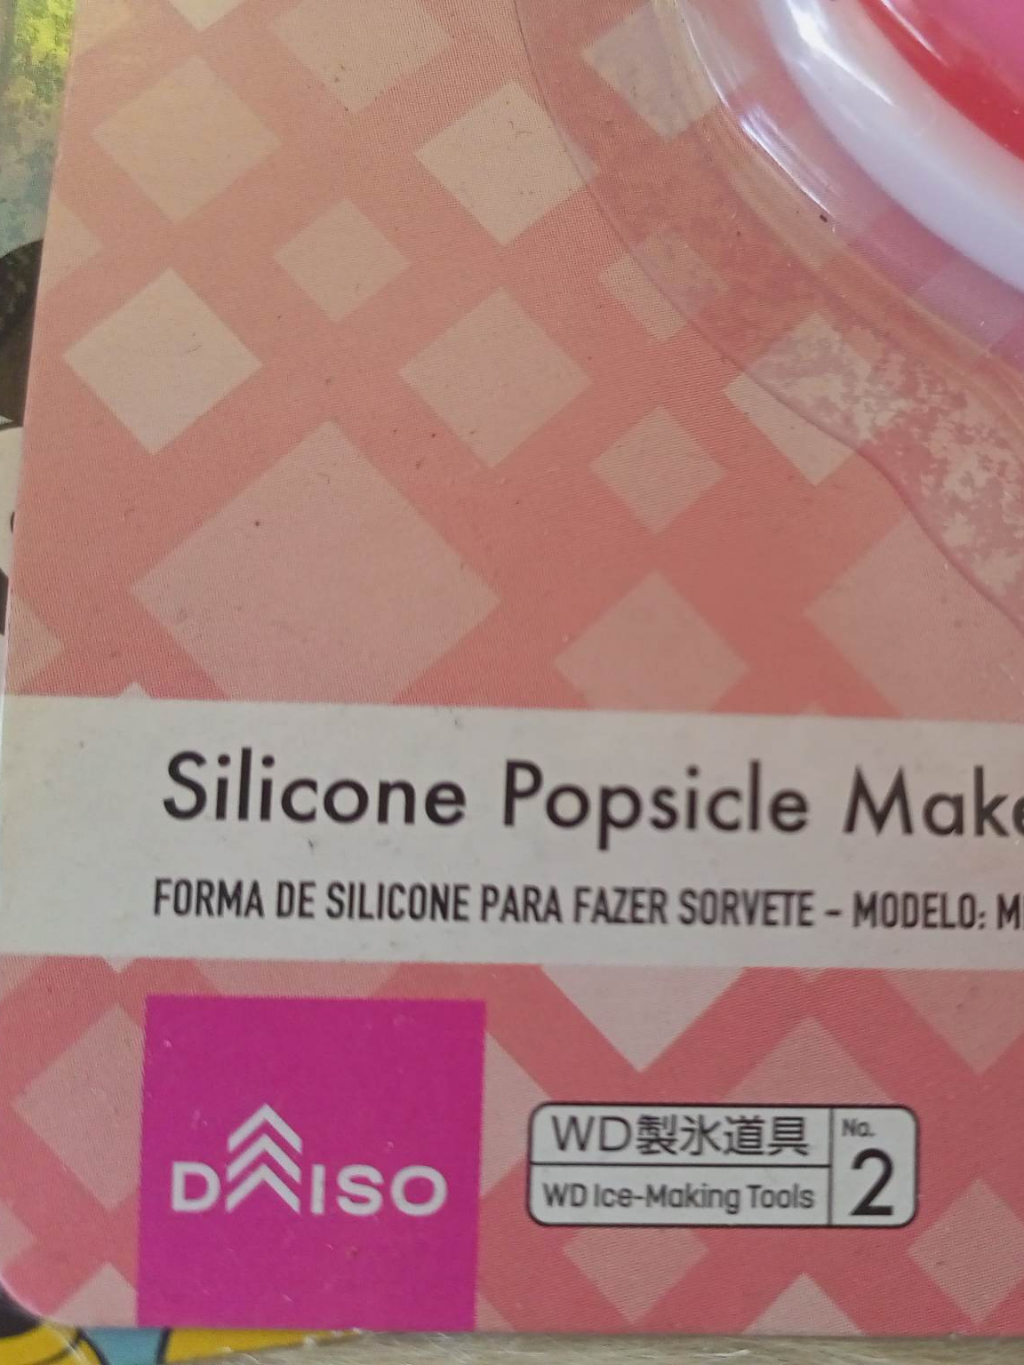 Silicone Popsicle Make
FORMA DE SILICONE PARA FAZER SORVETE - MODELO:
DAISO
WD製氷道具
WD Ice-Making Tools
No.
2